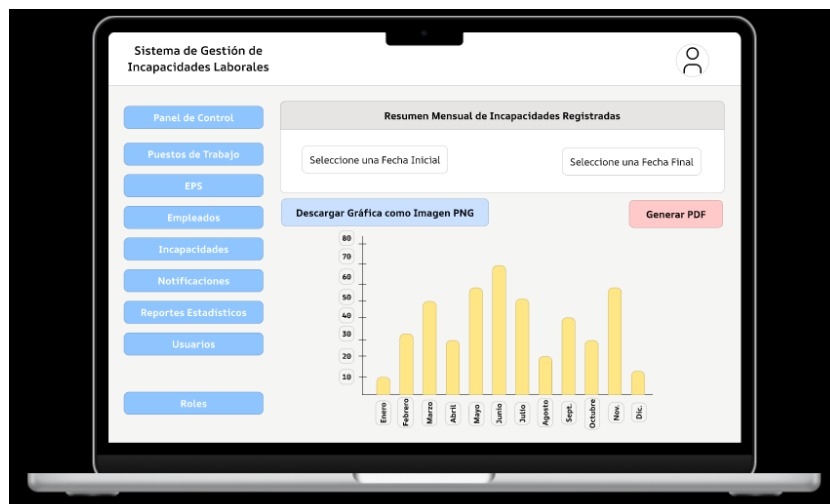 Sistema de Gestión de
Incapacidades Laborales
Panel de Control
Puestos de Trabajo
EPS
Empleados
Incapacidades
Notificaciones
Reportes Estadísticos
Usuarios
Roles
Resumen Mensual de Incapacidades Registradas
Seleccione una Fecha Inicial
Seleccione una Fecha Final
Descargar Gráfica como Imagen PNG
Generar PDF
80
70
60
50
40
30
20
10
Enero
Febrero
Marzo
Abril
Mayo
Junio
Julio
Agosto
Sept.
Octubre
Nov.
Dic.